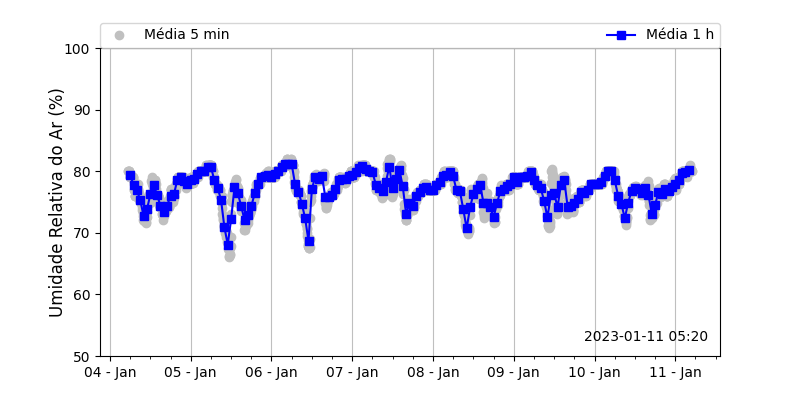 Média 5 min
Média 1 h
100
90
80
70
60
50
Umidade Relativa do Ar (%)
2023-01-11 05:20
04 - Jan
05 - Jan
06 - Jan
07 - Jan
08 - Jan
09 - Jan
10 - Jan
11 - Jan